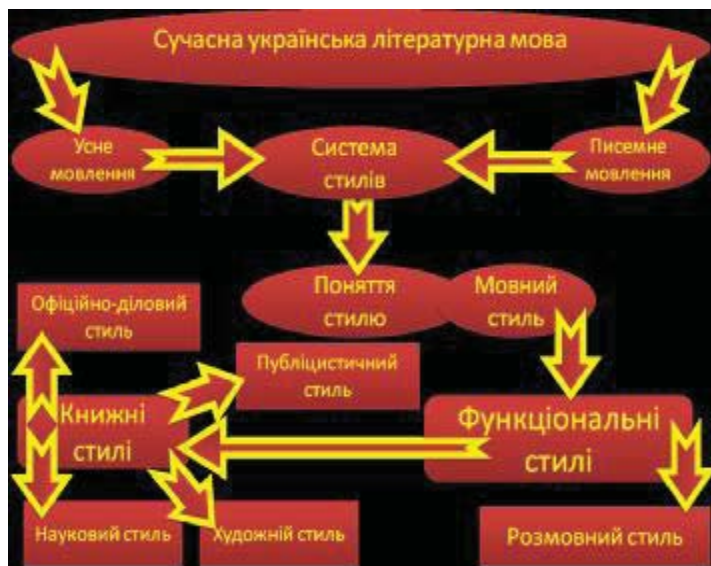 Сучасна українська літературна мова
Усне
мовлення
Система
стилів
Писемне
мовлення
Поняття
стилю
Мовний
стиль
Офіційно-діловий
стиль
Публіцистичний
стиль
Книжні
стилі
Функціональні
стилі
Науковий стиль
Художній стиль
Розмовний стиль